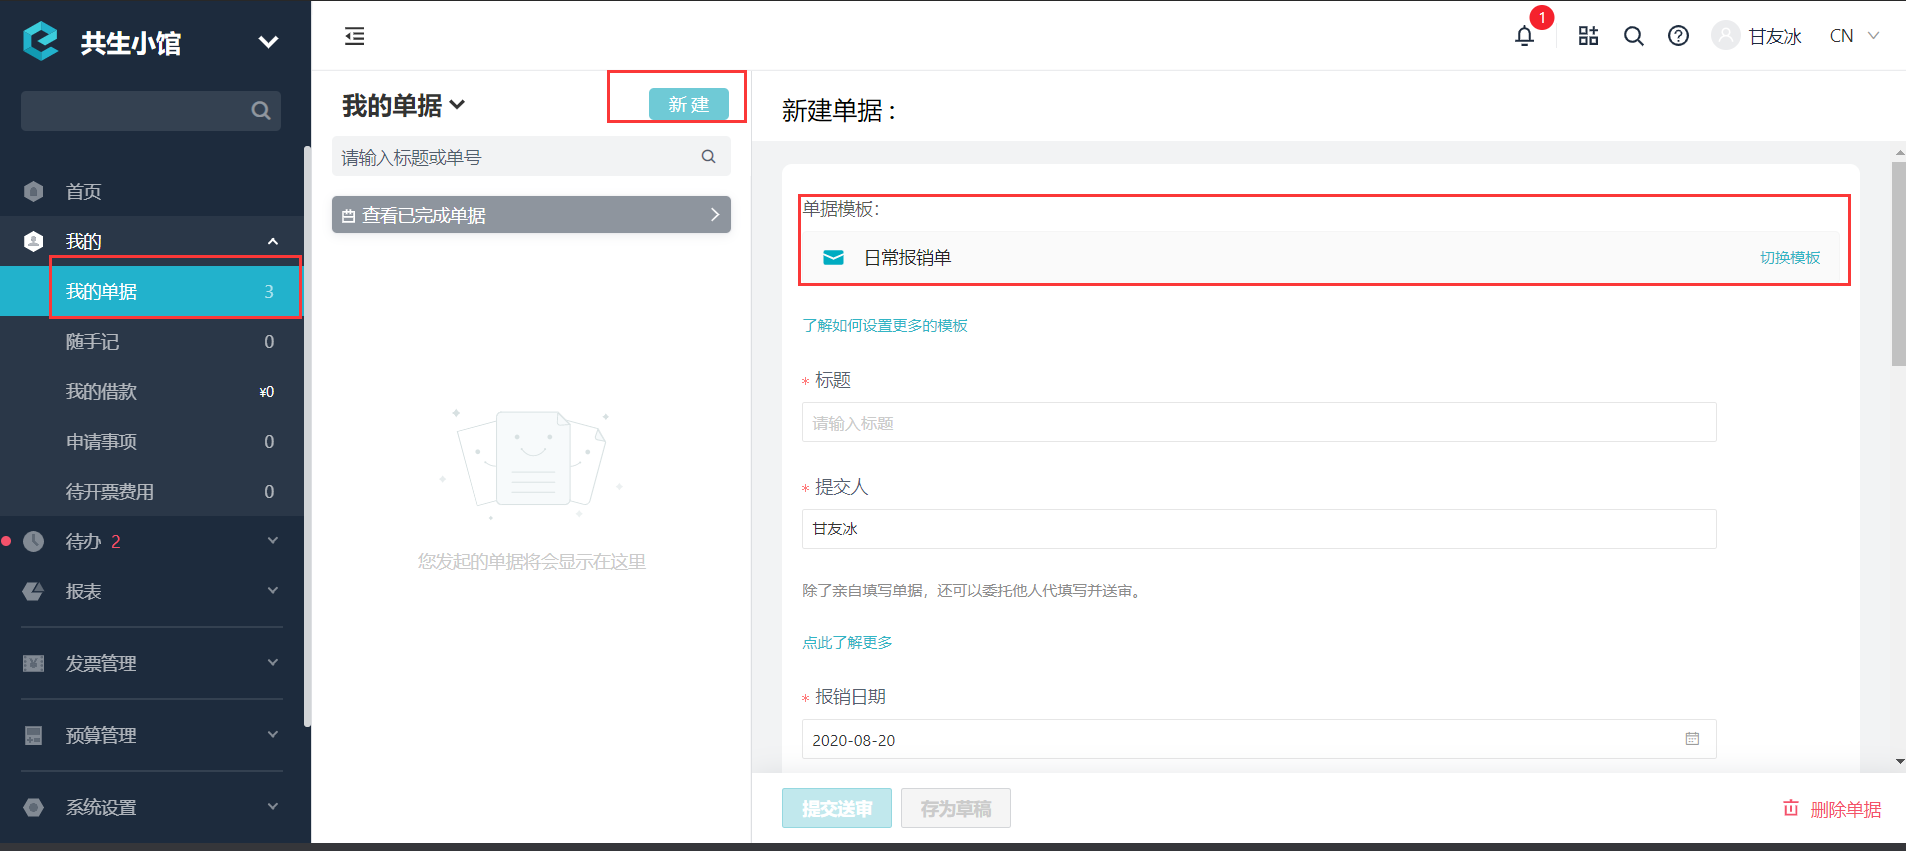 共生小馆
首页
我的
我的单据 3
随手记 0
我的借款 ¥0
申请事项 0
待开票费用 0
待办 2
报表
发票管理
预算管理
系统设置
1
甘友冰
CN
我的单据
新建
请输入标题或单号
查看已完成单据
您发起的单据将会显示在这里
新建单据：
单据模板：
日常报销单
切换模板
了解如何设置更多的模板
* 标题
请输入标题
* 提交人
甘友冰
除了亲自填写单据，还可以委托他人代填写并送审。
点此了解更多
* 报销日期
2020-08-20
提交送审
存为草稿
删除单据